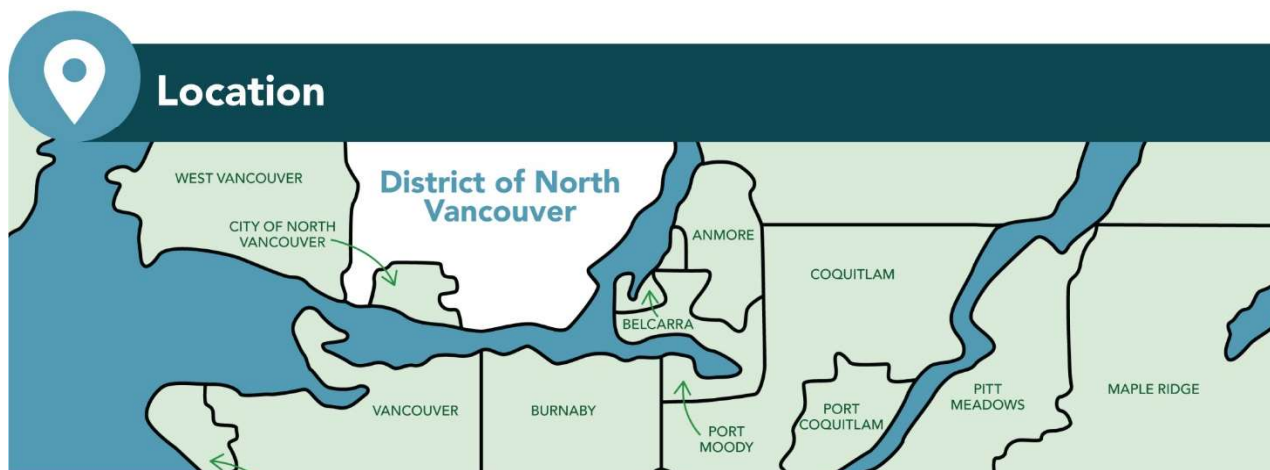 Location
District of North
Vancouver
WEST VANCOUVER
CITY OF NORTH
VANCOUVER
ANMORE
COQUITLAM
BELCARRA
VANCOUVER
BURNABY
PORT
MOODY
PORT
COQUITLAM
PITT
MEADOWS
MAPLE RIDGE